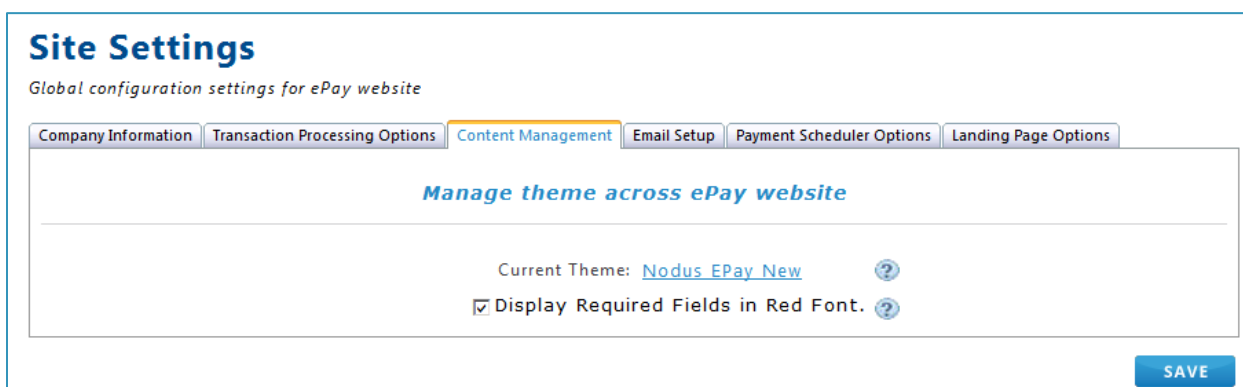 Site Settings
Global configuration settings for ePay website
Company Information Transaction Processing Options Content Management Email Setup Payment Scheduler Options Landing Page Options
Manage theme across ePay website
Current Theme: Nodus EPay New ?
Display Required Fields in Red Font. ?
SAVE